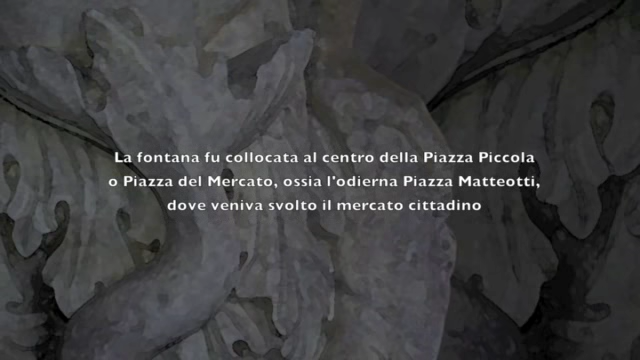 La fontana fu collocata al centro della Piazza Piccola
o Piazza del Mercato, ossia l'odierna Piazza Matteotti,
dove veniva svolto il mercato cittadino